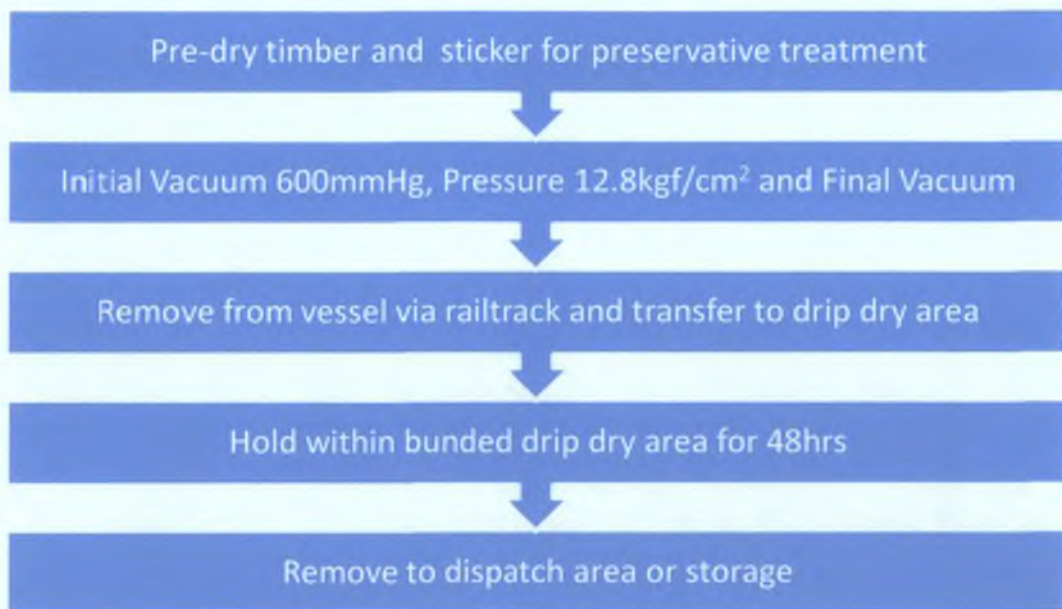 Pre-dry timber and sticker for preservative treatment
Initial Vacuum 600mmHg, Pressure 12.8kgf/cm² and Final Vacuum
Remove from vessel via railtrack and transfer to drip dry area
Hold within bunded drip dry area for 48hrs
Remove to dispatch area or storage